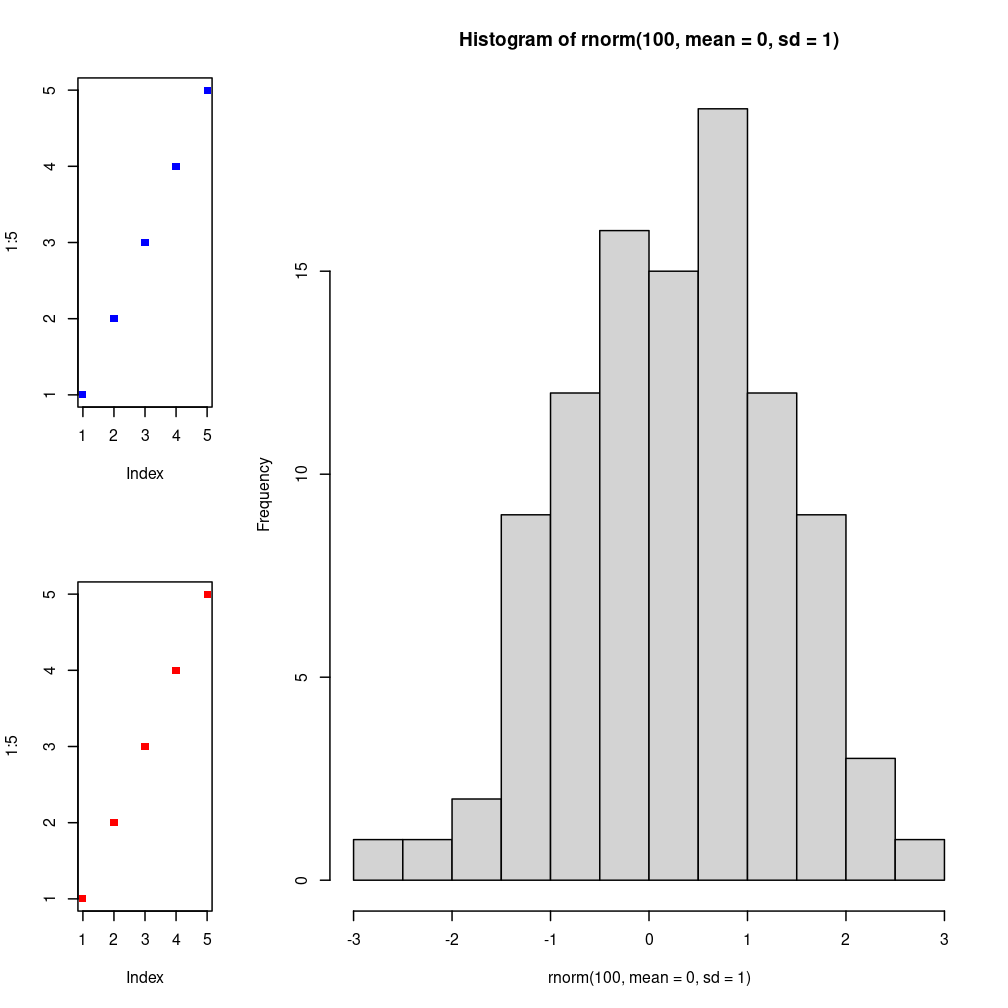 Histogram of rnorm(100, mean = 0, sd = 1)
5
4
3
2
1
1:5
1 2 3 4 5
Index
5
4
3
2
1
1:5
1 2 3 4 5
Index
15
10
5
0
Frequency
-3 -2 -1 0 1 2 3
rnorm(100, mean = 0, sd = 1)